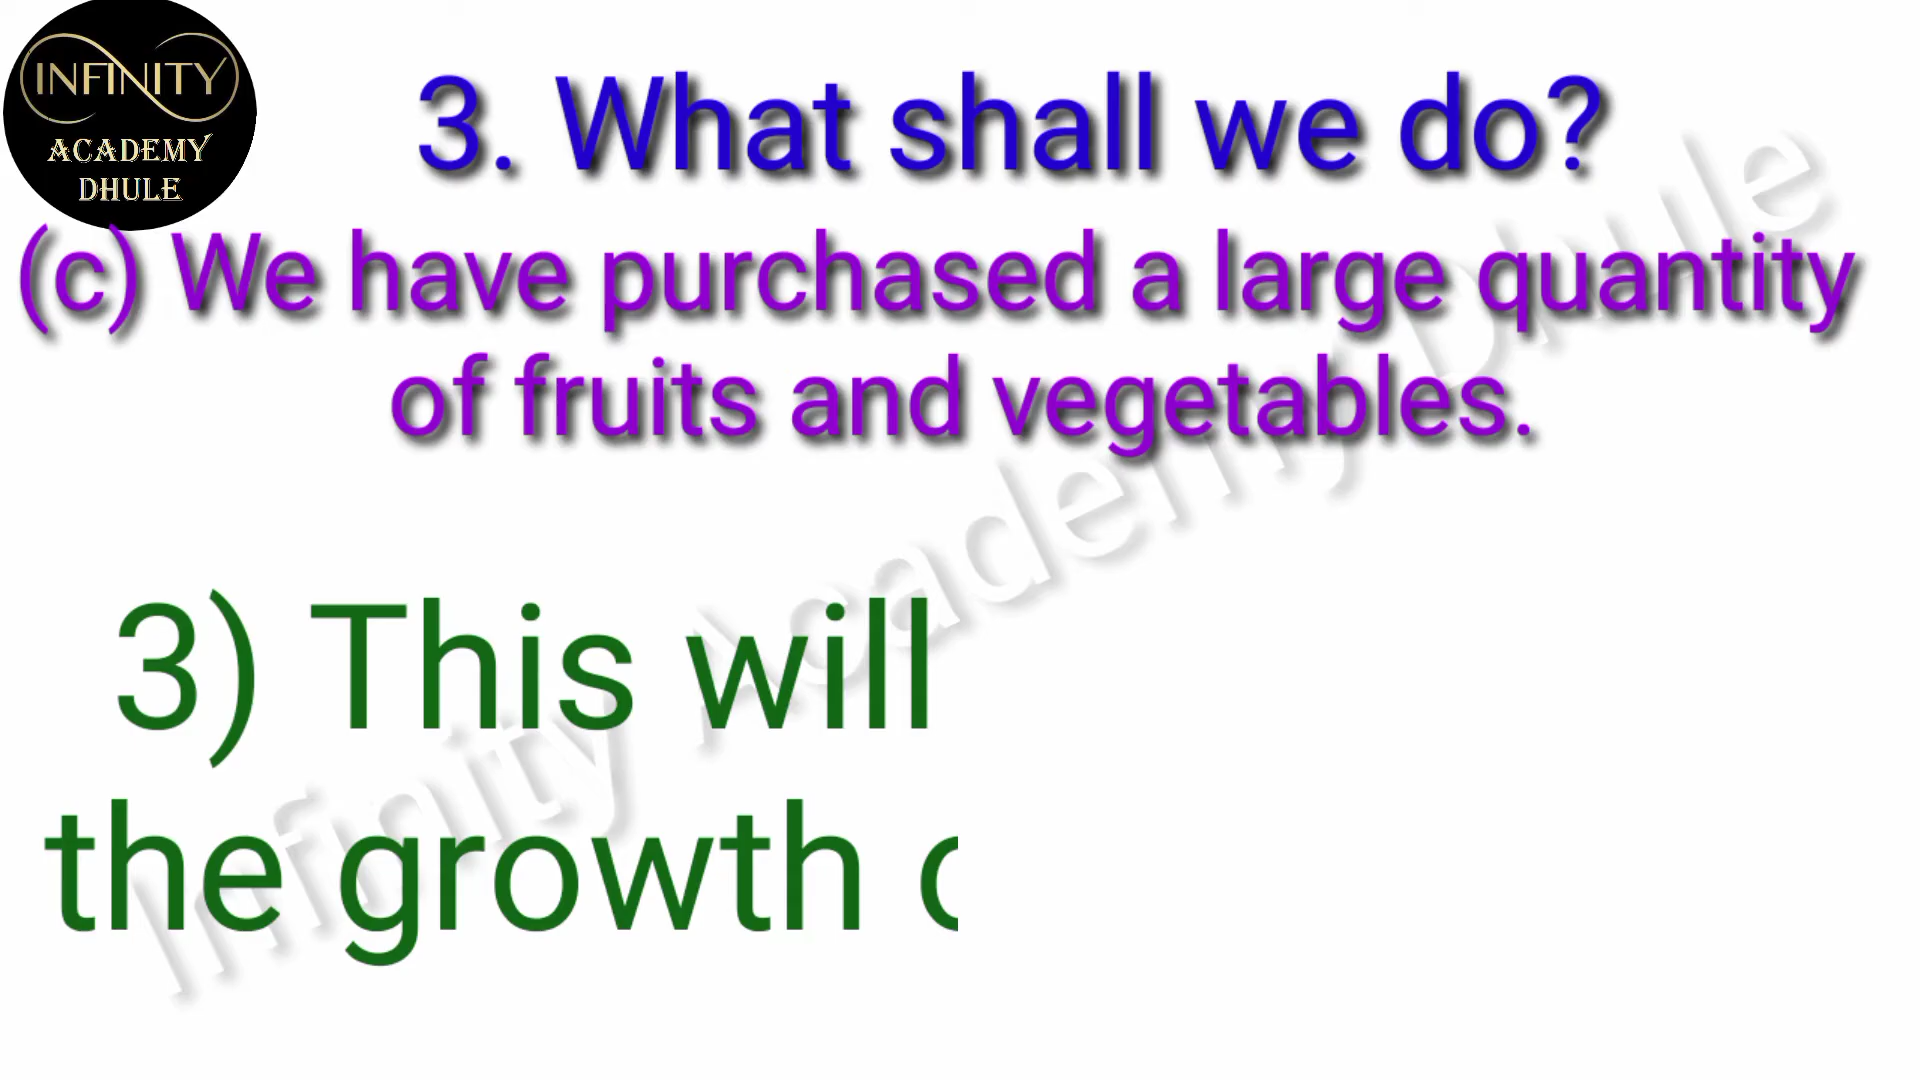 INFINITY
ACADEMY
DHULE
3. What shall we do?
(c) We have purchased a large quantity
of fruits and vegetables.
3) This will
the growth
Infinity Academy Dhule